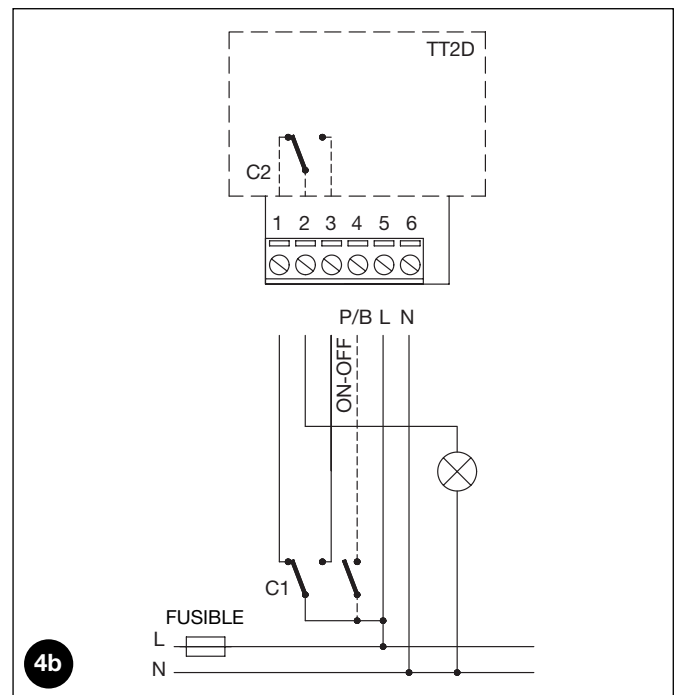 TT2D
C2
1 2 3 4 5 6
P/B L N
ON-OFF
C1
FUSIBLE
L
N
4b